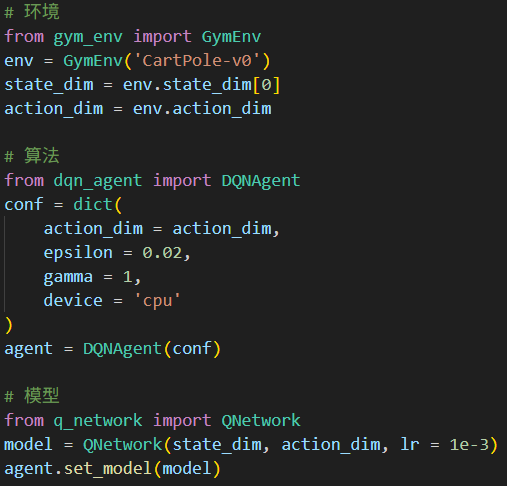 # 环境
from gym_env import GymEnv
env = GymEnv('CartPole-v0')
state_dim = env.state_dim[0]
action_dim = env.action_dim

# 算法
from dqn_agent import DQNAgent
conf = dict(
    action_dim = action_dim,
    epsilon = 0.02,
    gamma = 1,
    device = 'cpu'
)
agent = DQNAgent(conf)

# 模型
from q_network import QNetwork
model = QNetwork(state_dim, action_dim, lr = 1e-3)
agent.set_model(model)